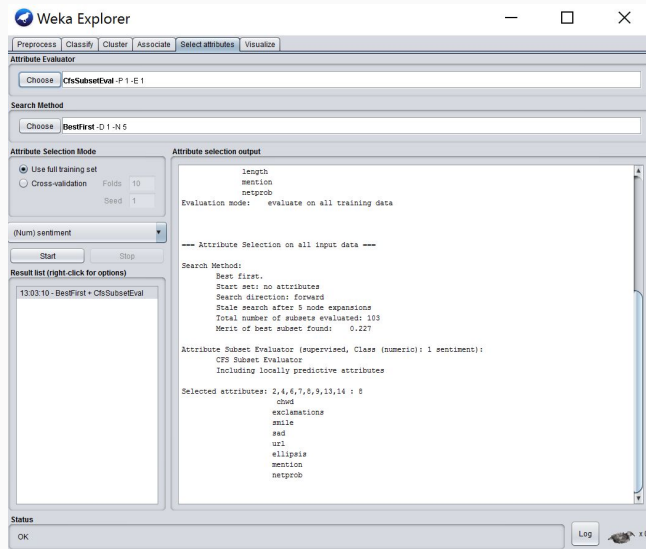 Weka Explorer
Preprocess Classify Cluster Associate Select attributes Visualize
Attribute Evaluator
Choose CfsSubsetEval -P 1 -E 1
Search Method
Choose BestFirst -D 1 -N 5
Attribute Selection Mode
Use full training set
Cross-validation Folds 10
Seed 1
(Num) sentiment
Start Stop
Result list (right-click for options)
13:03:10 - BestFirst + CfsSubsetEval
Attribute selection output
length
mention
netprob
Evaluation mode: evaluate on all training data
=== Attribute Selection on all input data ===
Search Method:
Best first.
Start set: no attributes
Search direction: forward
Stale search after 5 node expansions
Total number of subsets evaluated: 103
Merit of best subset found: 0.227
Attribute Subset Evaluator (supervised, Class (numeric): 1 sentiment):
CFS Subset Evaluator
Including locally predictive attributes
Selected attributes: 2,4,6,7,8,9,13,14 : 8
chwd
exclamations
smile
sad
url
ellipsis
mention
netprob
Status
OK
Log